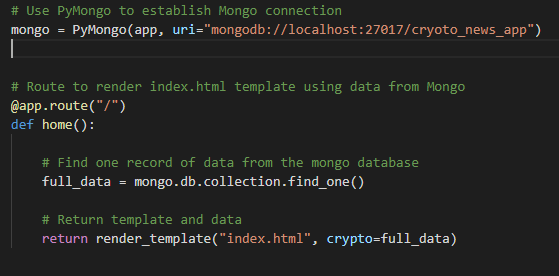 # Use PyMongo to establish Mongo connection
mongo = PyMongo(app, uri="mongodb://localhost:27017/cryoto_news_app")
# Route to render index.html template using data from Mongo
@app.route("/")
def home():
# Find one record of data from the mongo database
full_data = mongo.db.collection.find_one()
# Return template and data
return render_template("index.html", crypto=full_data)